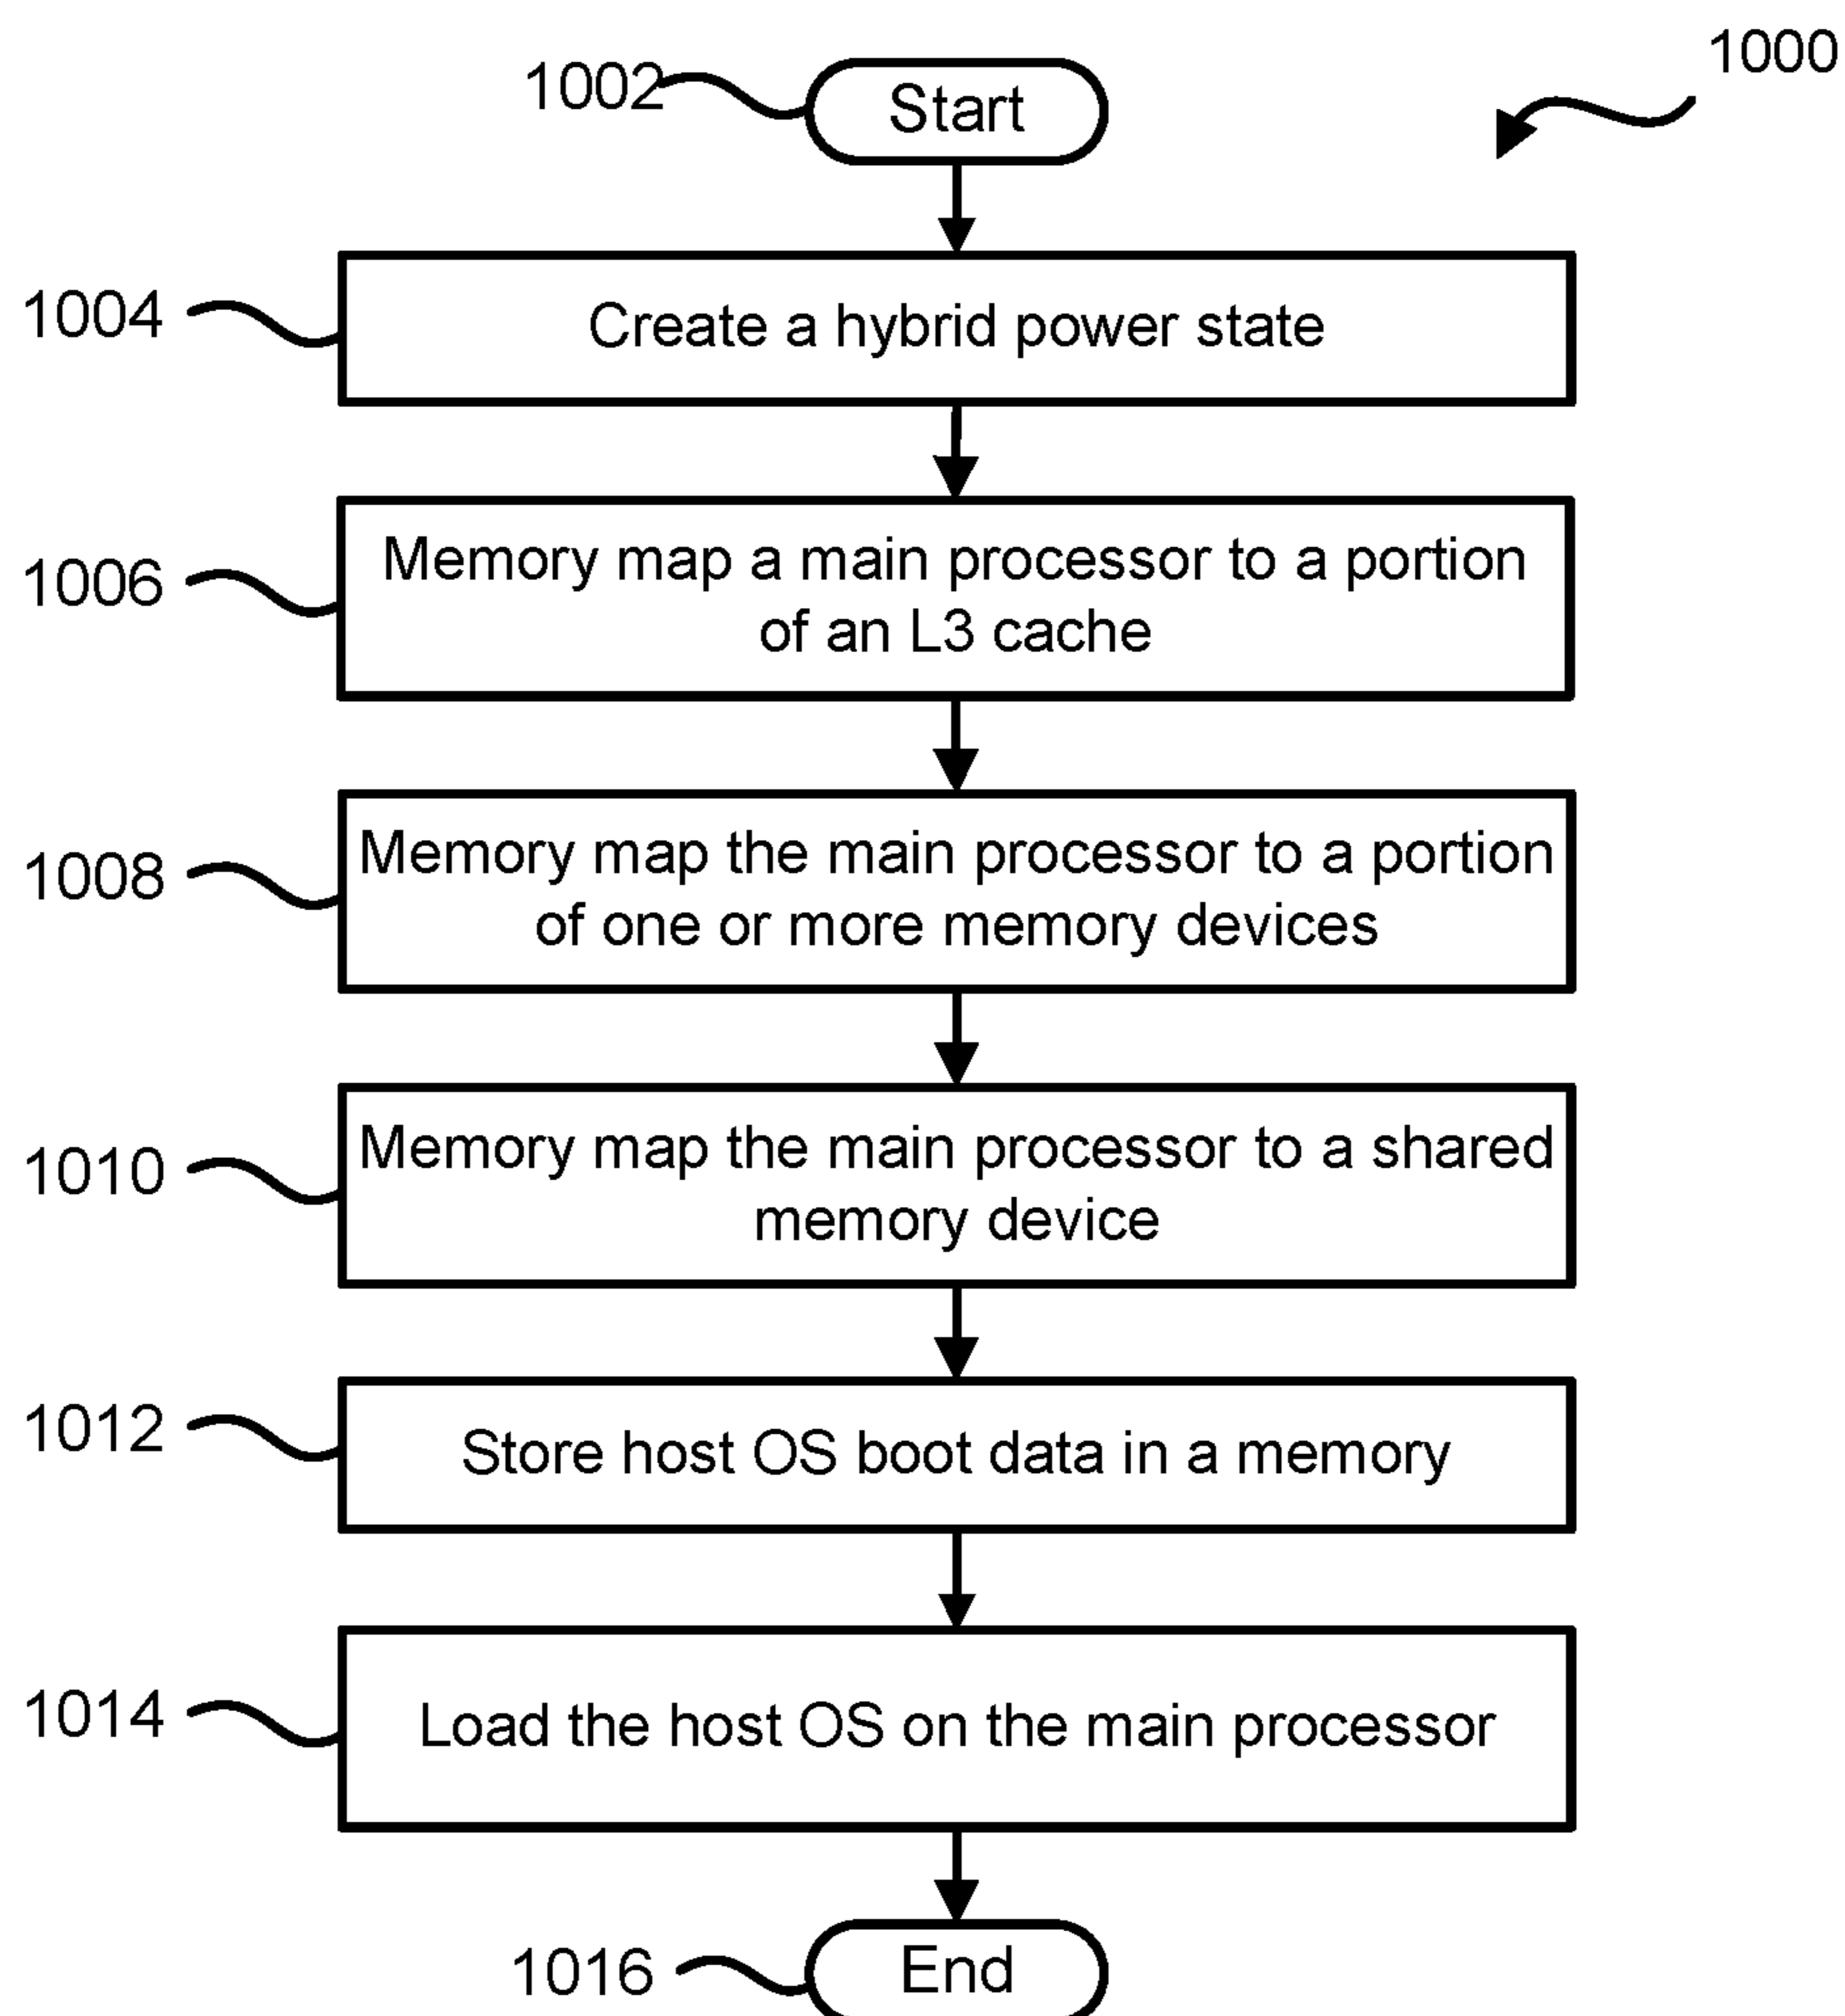 1000
1002
Start
1004
Create a hybrid power state
1006
Memory map a main processor to a portion
of an L3 cache
1008
Memory map the main processor to a portion
of one or more memory devices
1010
Memory map the main processor to a shared
memory device
1012
Store host OS boot data in a memory
1014
Load the host OS on the main processor
1016
End